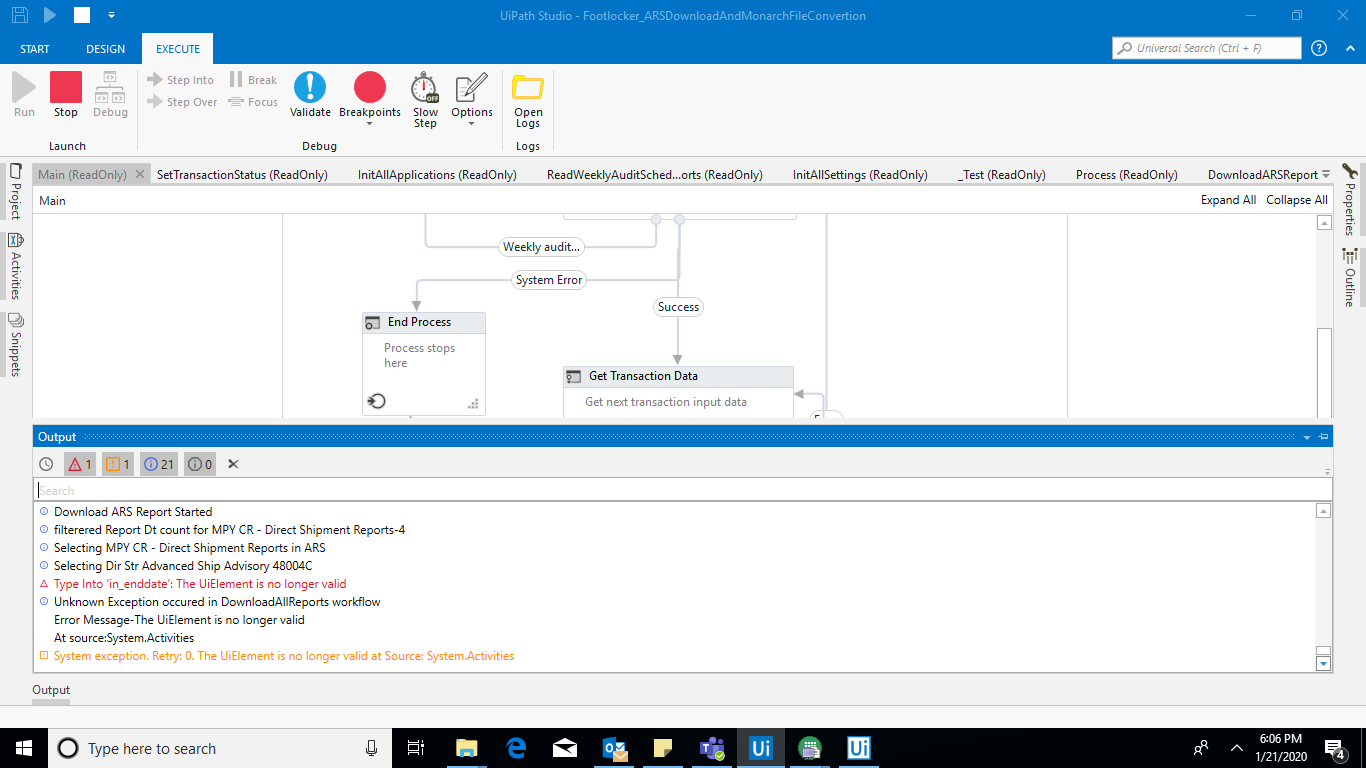 UiPath Studio - Footlocker_ARSDownloadAndMonarchFileConvertion
START DESIGN EXECUTE
Universal Search (Ctrl + F)
Run
Stop
Debug
Step Into
Step Over
Break
Focus
Validate
Breakpoints
Slow Step
OFF
Options
Open Logs
Launch
Debug
Logs
Main (ReadOnly) SetTransactionStatus (ReadOnly) InitAllApplications (ReadOnly) ReadWeeklyAuditSched...orts (ReadOnly) InitAllSettings (ReadOnly) _Test (ReadOnly) Process (ReadOnly) DownloadARSReport
Project
Activities
Snippets
Properties
Outline
Main
Expand All Collapse All
Weekly audit...
System Error
Success
End Process
Process stops
here
Get Transaction Data
Get next transaction input data
Output
1 1 21 0
Search
Download ARS Report Started
filterered Report Dt count for MPY CR - Direct Shipment Reports-4
Selecting MPY CR - Direct Shipment Reports in ARS
Selecting Dir Str Advanced Ship Advisory 48004C
Type Into 'in_enddate': The UiElement is no longer valid
Unknown Exception occured in DownloadAllReports workflow
Error Message-The UiElement is no longer valid
At source:System.Activities
System exception. Retry: 0. The UiElement is no longer valid at Source: System.Activities
Output
Type here to search
Ui
Ui
6:06 PM
1/21/2020
4